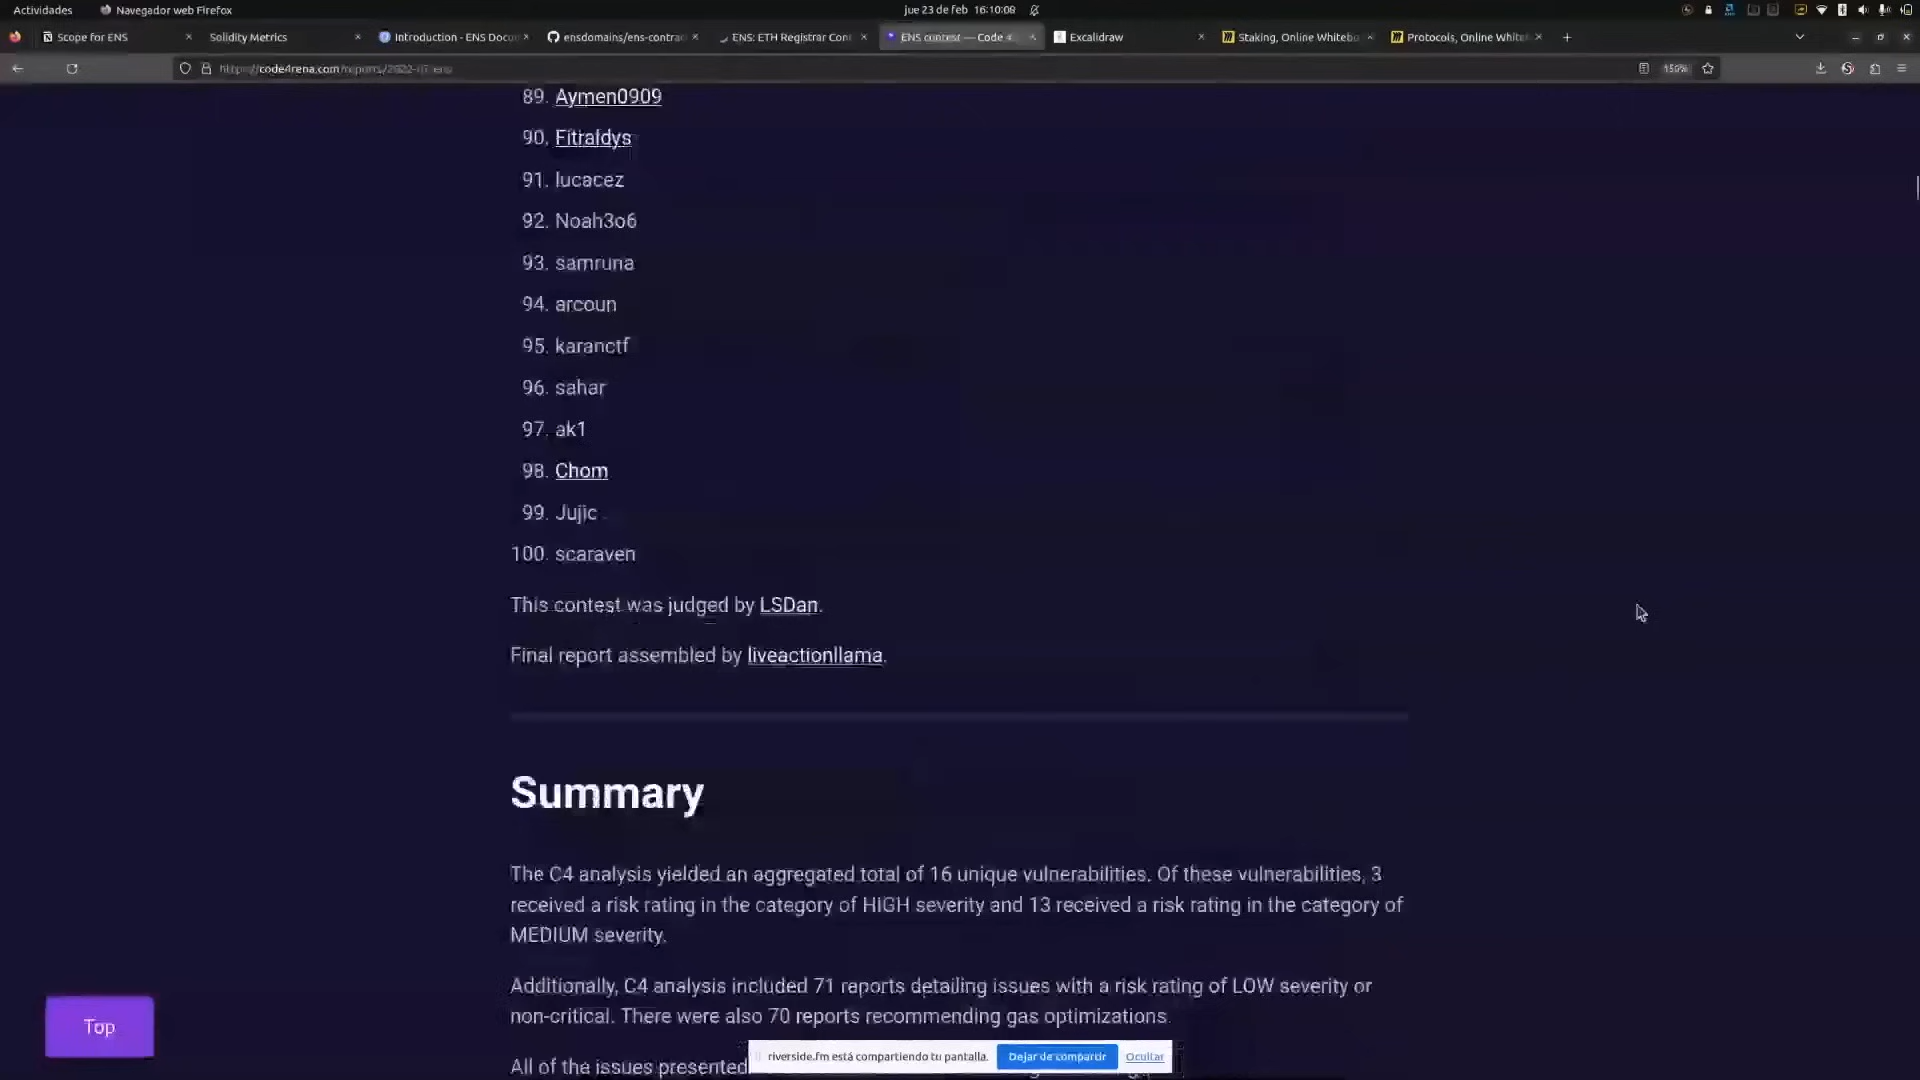 Actividades Navegador web Firefox jue 23 de feb 16:10:09
Scope for ENS Solidity Metrics Introduction - ENS Docu ensdomains/ens-contra ENS: ETH Registrar Con ENS contest — Code 4 Excalidraw Staking, Online Whitebo Protocols, Online White
https://code4rena.com/reports/2022-07-ens 150%
89. Aymen0909
90. Fitraldys
91. lucacez
92. Noah3o6
93. samruna
94. arcoun
95. karanctf
96. sahar
97. ak1
98. Chom
99. Jujic
100. scaraven
This contest was judged by LSDan.
Final report assembled by liveactionllama.
Summary
The C4 analysis yielded an aggregated total of 16 unique vulnerabilities. Of these vulnerabilities, 3
received a risk rating in the category of HIGH severity and 13 received a risk rating in the category of
MEDIUM severity.
Additionally, C4 analysis included 71 reports detailing issues with a risk rating of LOW severity or
non-critical. There were also 70 reports recommending gas optimizations.
All of the issues presented
Top
riverside.fm está compartiendo tu pantalla. Dejar de compartir Ocultar